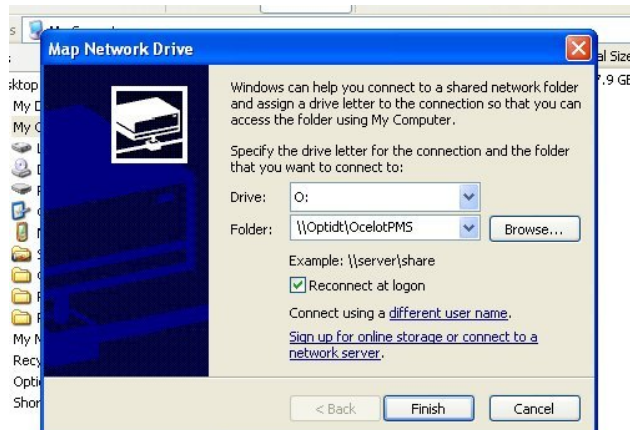 Map Network Drive
al Size
7.9 GB
sktop
My D
My C
Windows can help you connect to a shared network folder
and assign a drive letter to the connection so that you can
access the folder using My Computer.
Specify the drive letter for the connection and the folder
that you want to connect to:
Drive: O:
Folder: \\Optidt\OcelotPMS Browse...
Example: \\server\share
Reconnect at logon
Connect using a different user name.
Sign up for online storage or connect to a
network server.
My N
Recy
Opti
Shor
< Back Finish Cancel